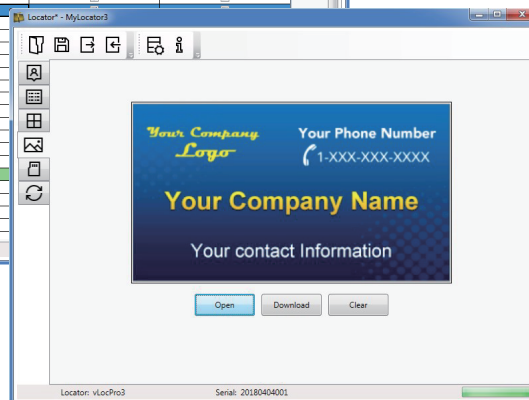 Locator* - MyLocator3
Your Company
Logo
Your Phone Number
1-XXX-XXX-XXXX
Your Company Name
Your contact Information
Open Download Clear
Locator: vLocPro3 Serial: 20180404001